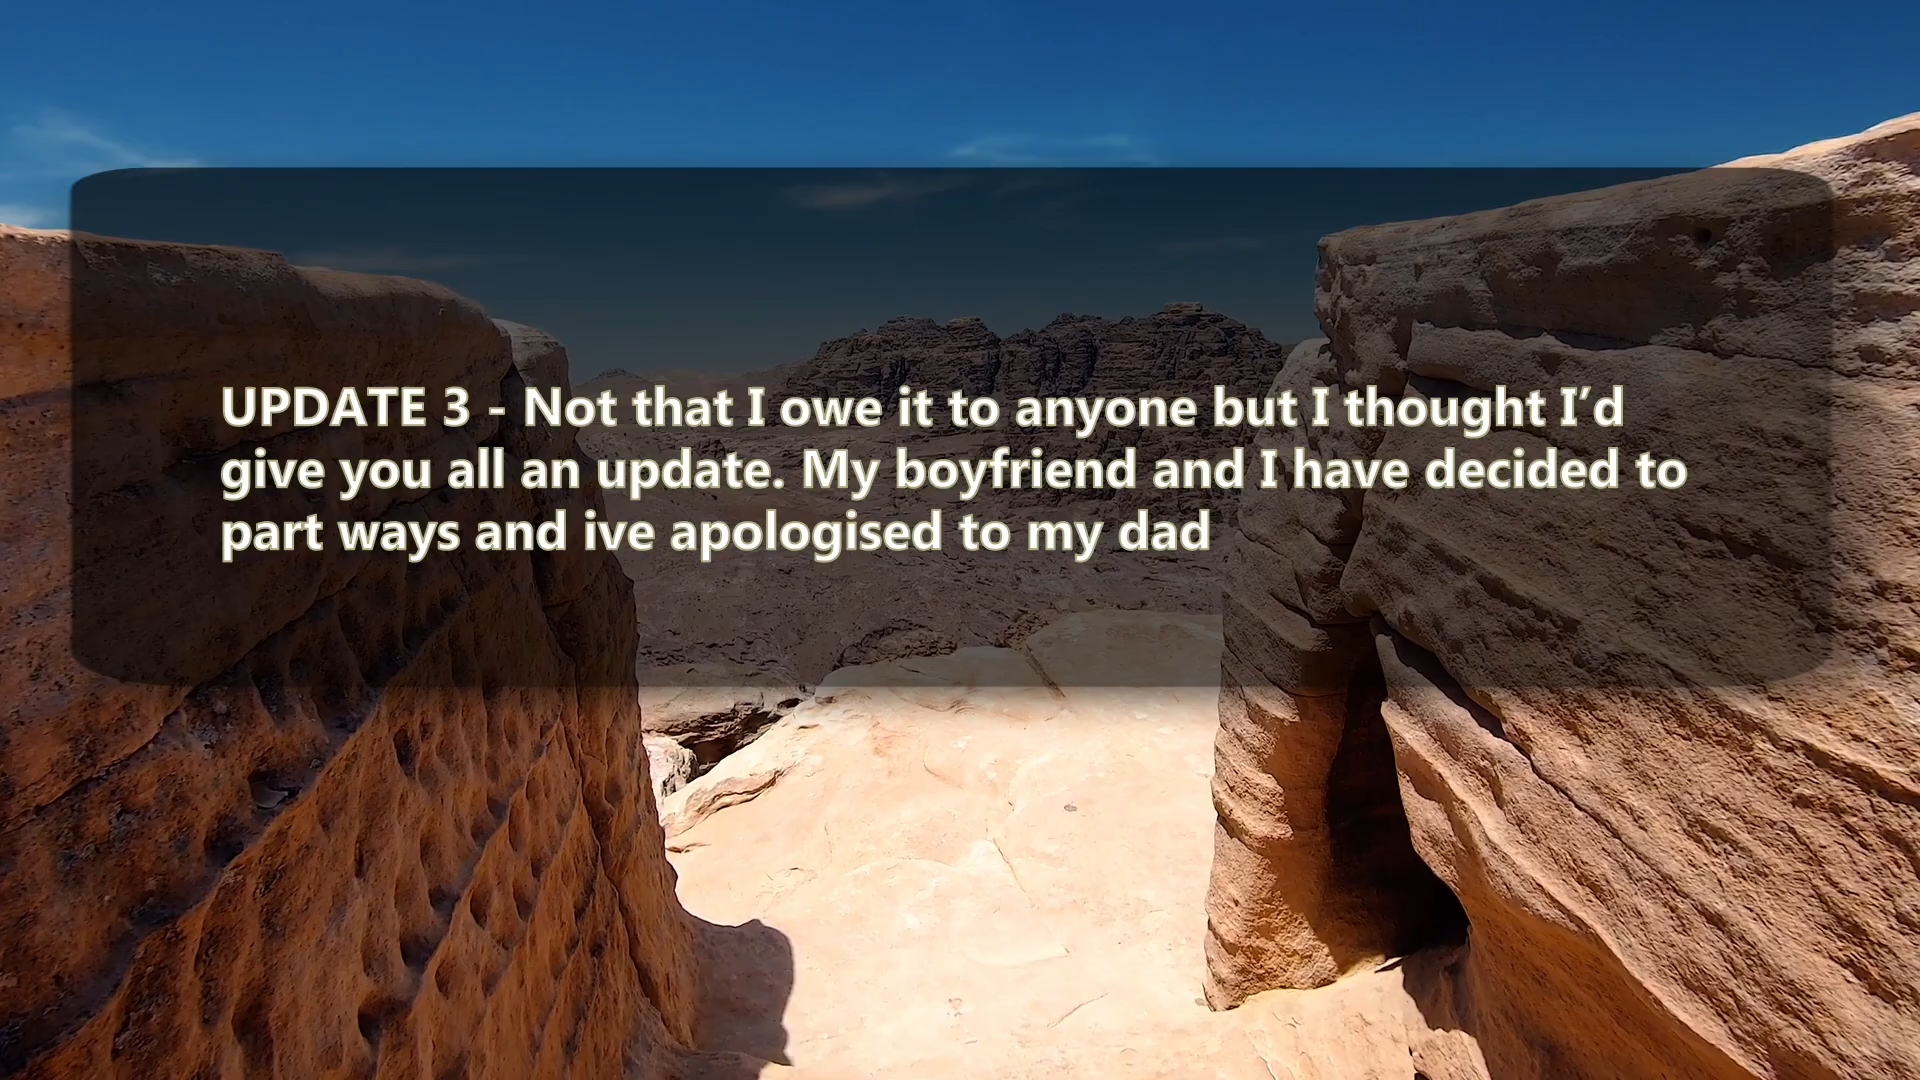 UPDATE 3 - Not that I owe it to anyone but I thought I’d
give you all an update. My boyfriend and I have decided to
part ways and ive apologised to my dad